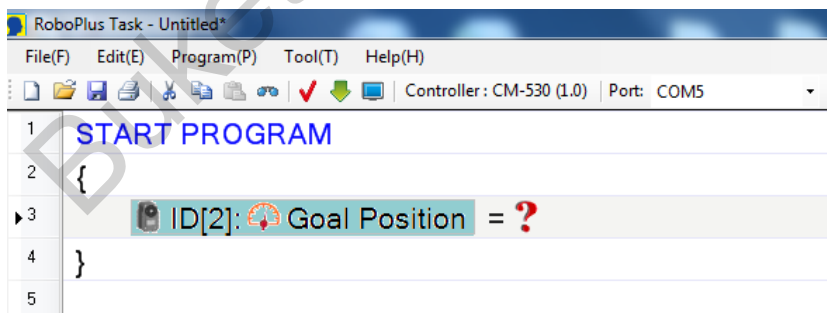 RoboPlus Task - Untitled*
File(F) Edit(E) Program(P) Tool(T) Help(H)
Controller : CM-530 (1.0) Port: COM5
1 START PROGRAM
2 {
3 ID[2]: Goal Position = ?
4 }
5